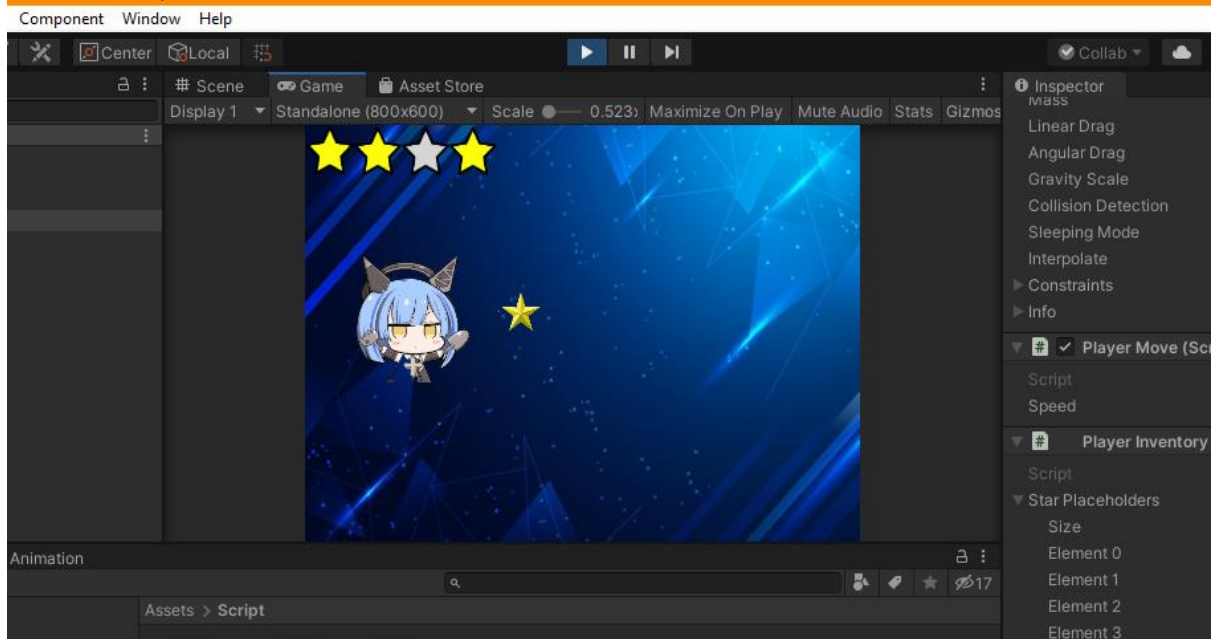 Component Window Help
Center Local Collab
# Scene Game Asset Store Inspector
Display 1 Standalone (800x600) Scale 0.523x Maximize On Play Mute Audio Stats Gizmos
Mass
Linear Drag
Angular Drag
Gravity Scale
Collision Detection
Sleeping Mode
Interpolate
Constraints
Info
# Player Move (Scr
Script
Speed
# Player Inventory
Script
Star Placeholders
Size
Element 0
Element 1
Element 2
Element 3
Animation
17
Assets > Script